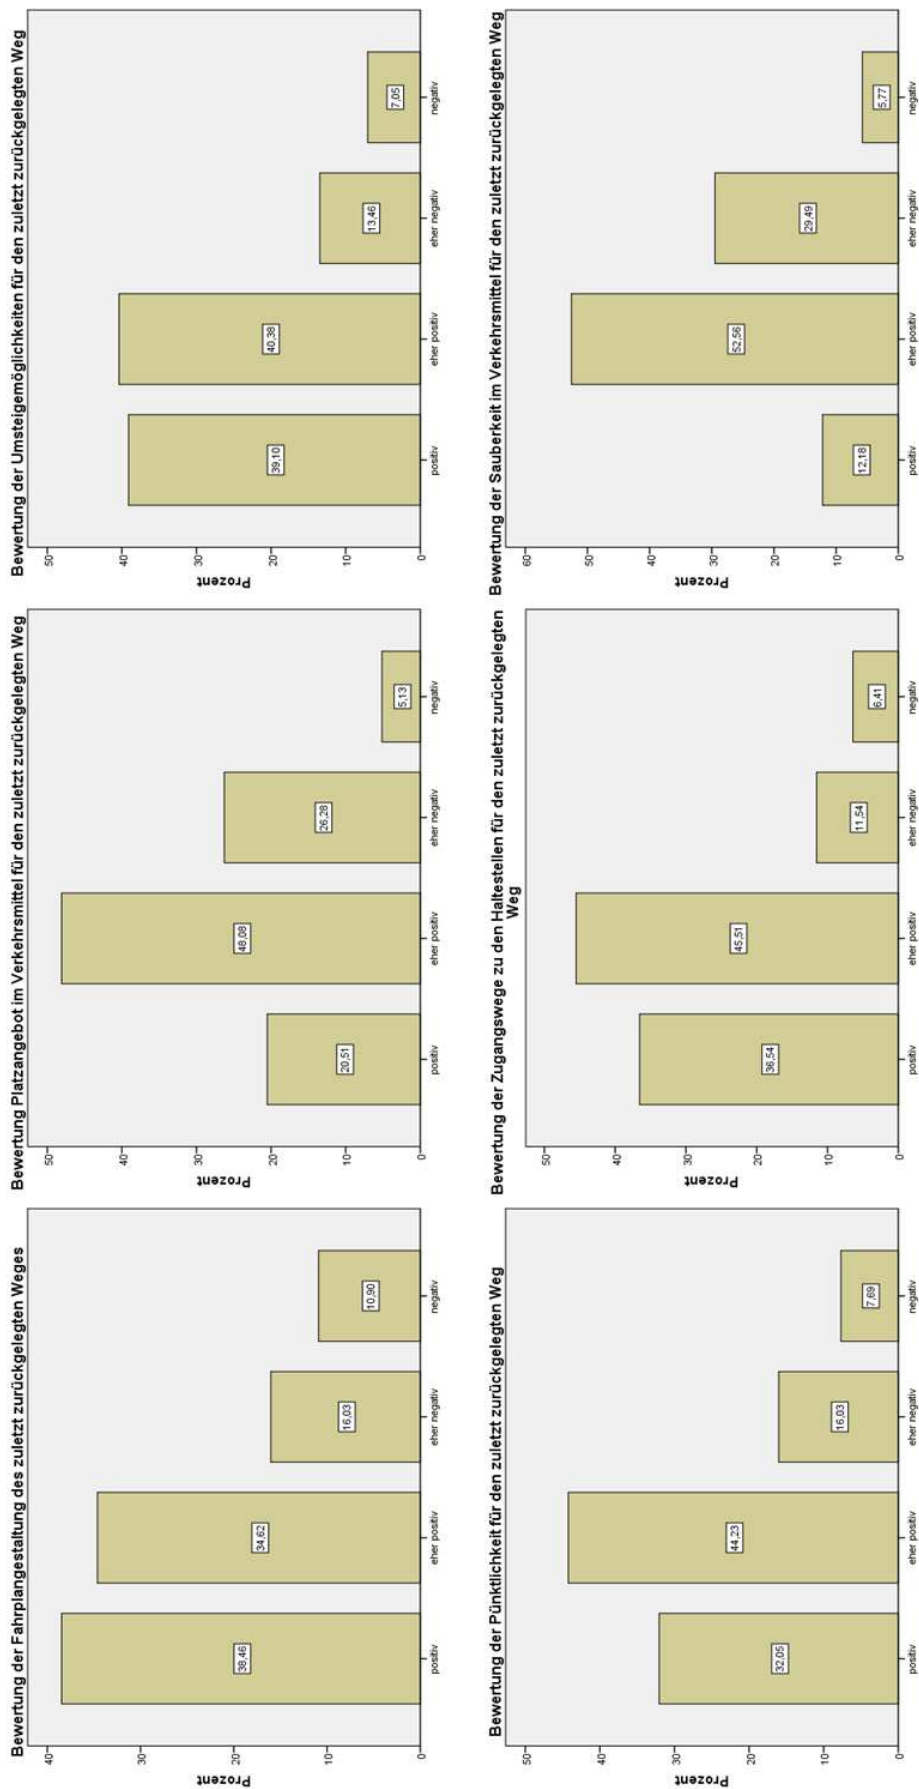 Bewertung der Fahrplangestaltung des zuletzt zurückgelegten Weges
Prozent
40
30
20
10
0
38,46
34,62
16,03
10,90
positiv
eher positiv
eher negativ
negativ
Bewertung Platzangebot im Verkehrsmittel für den zuletzt zurückgelegten Weg
Prozent
50
40
30
20
10
0
20,51
48,08
26,28
5,13
positiv
eher positiv
eher negativ
negativ
Bewertung der Umsteigemöglichkeiten für den zuletzt zurückgelegten Weg
Prozent
50
40
30
20
10
0
39,10
40,38
13,46
7,05
positiv
eher positiv
eher negativ
negativ
Bewertung der Pünktlichkeit für den zuletzt zurückgelegten Weg
Prozent
50
40
30
20
10
0
32,05
44,23
16,03
7,69
positiv
eher positiv
eher negativ
negativ
Bewertung der Zugangswege zu den Haltestellen für den zuletzt zurückgelegten
Weg
Prozent
50
40
30
20
10
0
36,54
45,51
11,54
6,41
positiv
eher positiv
eher negativ
negativ
Bewertung der Sauberkeit im Verkehrsmittel für den zuletzt zurückgelegten Weg
Prozent
60
50
40
30
20
10
0
12,18
52,56
29,49
5,77
positiv
eher positiv
eher negativ
negativ